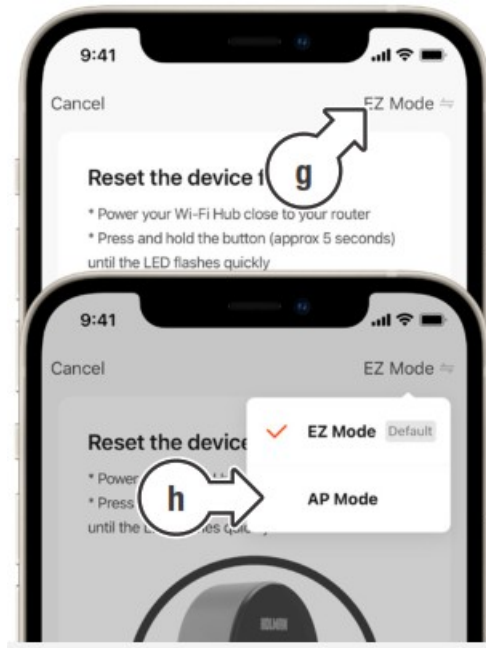 9:41
Cancel
EZ Mode
Reset the device f
g
* Power your Wi-Fi Hub close to your router
* Press and hold the button (approx 5 seconds)
until the LED flashes quickly
9:41
Cancel
EZ Mode
EZ Mode Default
Reset the device
* Power
AP Mode
* Press
h
until the
HOLMAN